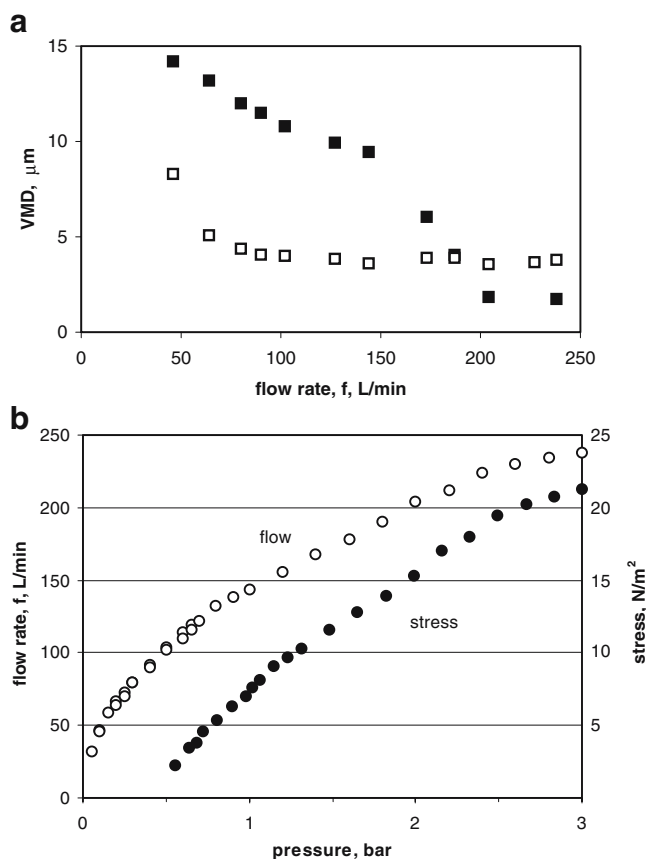 a
15
10
5
0
VMD, μm
0 50 100 150 200 250
flow rate, f, L/min
b
250 25
200 20
150 15
100 10
50 5
0
flow rate, f, L/min
stress, N/m²
flow
stress
0 1 2 3
pressure, bar